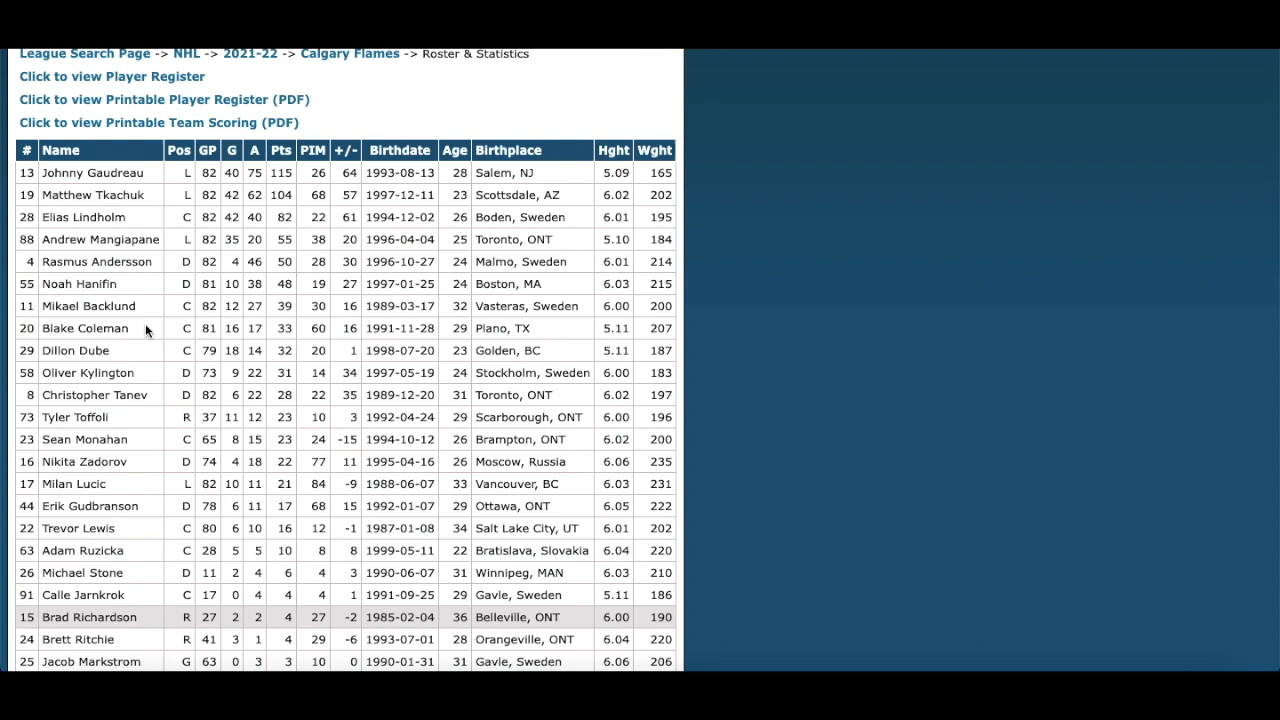 League Search Page -> NHL -> 2021-22 -> Calgary Flames -> Roster & Statistics
Click to view Player Register
Click to view Printable Player Register (PDF)
Click to view Printable Team Scoring (PDF)
# Name Pos GP G A Pts PIM +/- Birthdate Age Birthplace Hght Wght
13 Johnny Gaudreau L 82 40 75 115 26 64 1993-08-13 28 Salem, NJ 5.09 165
19 Matthew Tkachuk L 82 42 62 104 68 57 1997-12-11 23 Scottsdale, AZ 6.02 202
28 Elias Lindholm C 82 42 40 82 22 61 1994-12-02 26 Boden, Sweden 6.01 195
88 Andrew Mangiapane L 82 35 20 55 38 20 1996-04-04 25 Toronto, ONT 5.10 184
4 Rasmus Andersson D 82 4 46 50 28 30 1996-10-27 24 Malmo, Sweden 6.01 214
55 Noah Hanifin D 81 10 38 48 19 27 1997-01-25 24 Boston, MA 6.03 215
11 Mikael Backlund C 82 12 27 39 30 16 1989-03-17 32 Vasteras, Sweden 6.00 200
20 Blake Coleman C 81 16 17 33 60 16 1991-11-28 29 Plano, TX 5.11 207
29 Dillon Dube C 79 18 14 32 20 1 1998-07-20 23 Golden, BC 5.11 187
58 Oliver Kylington D 73 9 22 31 14 34 1997-05-19 24 Stockholm, Sweden 6.00 183
8 Christopher Tanev D 82 6 22 28 22 35 1989-12-20 31 Toronto, ONT 6.02 197
73 Tyler Toffoli R 37 11 12 23 10 3 1992-04-24 29 Scarborough, ONT 6.00 196
23 Sean Monahan C 65 8 15 23 24 -15 1994-10-12 26 Brampton, ONT 6.02 200
16 Nikita Zadorov D 74 4 18 22 77 11 1995-04-16 26 Moscow, Russia 6.06 235
17 Milan Lucic L 82 10 11 21 84 -9 1988-06-07 33 Vancouver, BC 6.03 231
44 Erik Gudbranson D 78 6 11 17 68 15 1992-01-07 29 Ottawa, ONT 6.05 222
22 Trevor Lewis C 80 6 10 16 12 -1 1987-01-08 34 Salt Lake City, UT 6.01 202
63 Adam Ruzicka C 28 5 5 10 8 8 1999-05-11 22 Bratislava, Slovakia 6.04 220
26 Michael Stone D 11 2 4 6 4 3 1990-06-07 31 Winnipeg, MAN 6.03 210
91 Calle Jarnkrok C 17 0 4 4 4 1 1991-09-25 29 Gavle, Sweden 5.11 186
15 Brad Richardson R 27 2 2 4 27 -2 1985-02-04 36 Belleville, ONT 6.00 190
24 Brett Ritchie R 41 3 1 4 29 -6 1993-07-01 28 Orangeville, ONT 6.04 220
25 Jacob Markstrom G 63 0 3 3 10 0 1990-01-31 31 Gavle, Sweden 6.06 206